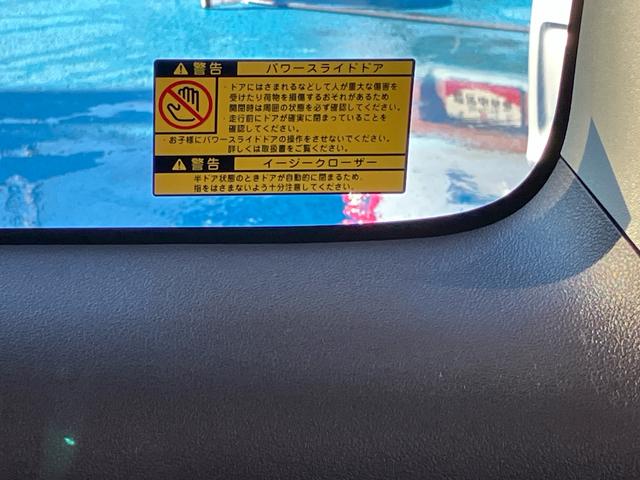 警告 パワースライドドア
・ドアにはさまれるなどして人が重大な傷害を
受けたり荷物を損傷するおそれがあるため
開閉時は周囲の状態を必ず確認してください。
・走行前にドアが確実に閉まっていることを
確認してください。
・お子様にパワースライドドアの操作をさせないでください。
詳しくは取扱書をご覧ください。
警告 イージークローザー
半ドア状態のときドアが自動的に閉まるため、
指をはさまないよう十分注意してください。